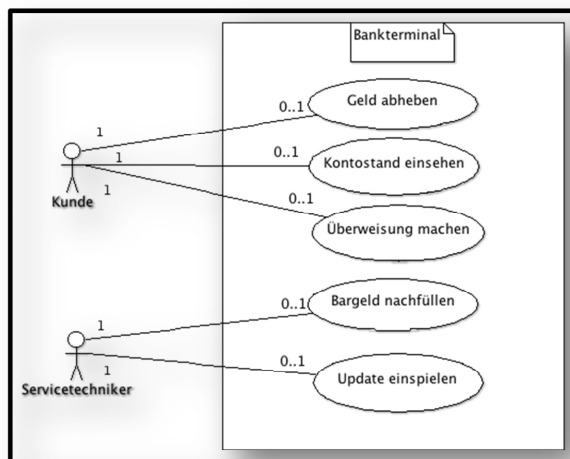 Bankterminal
Geld abheben
0..1
1
Kontostand einsehen
0..1
1
1
Kunde
0..1
Überweisung machen
Bargeld nachfüllen
0..1
1
0..1
1
Update einspielen
Servicetechniker